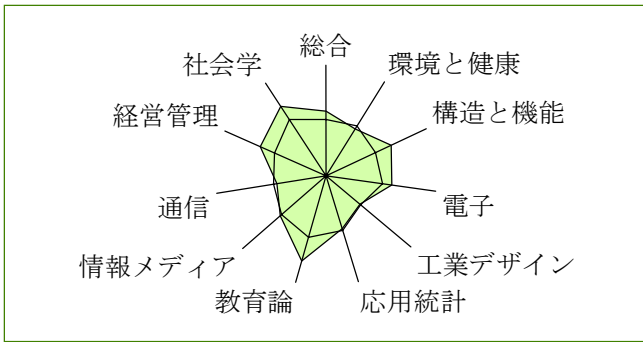 総合
環境と健康
構造と機能
電子
工業デザイン
応用統計
教育論
情報メディア
通信
経営管理
社会学